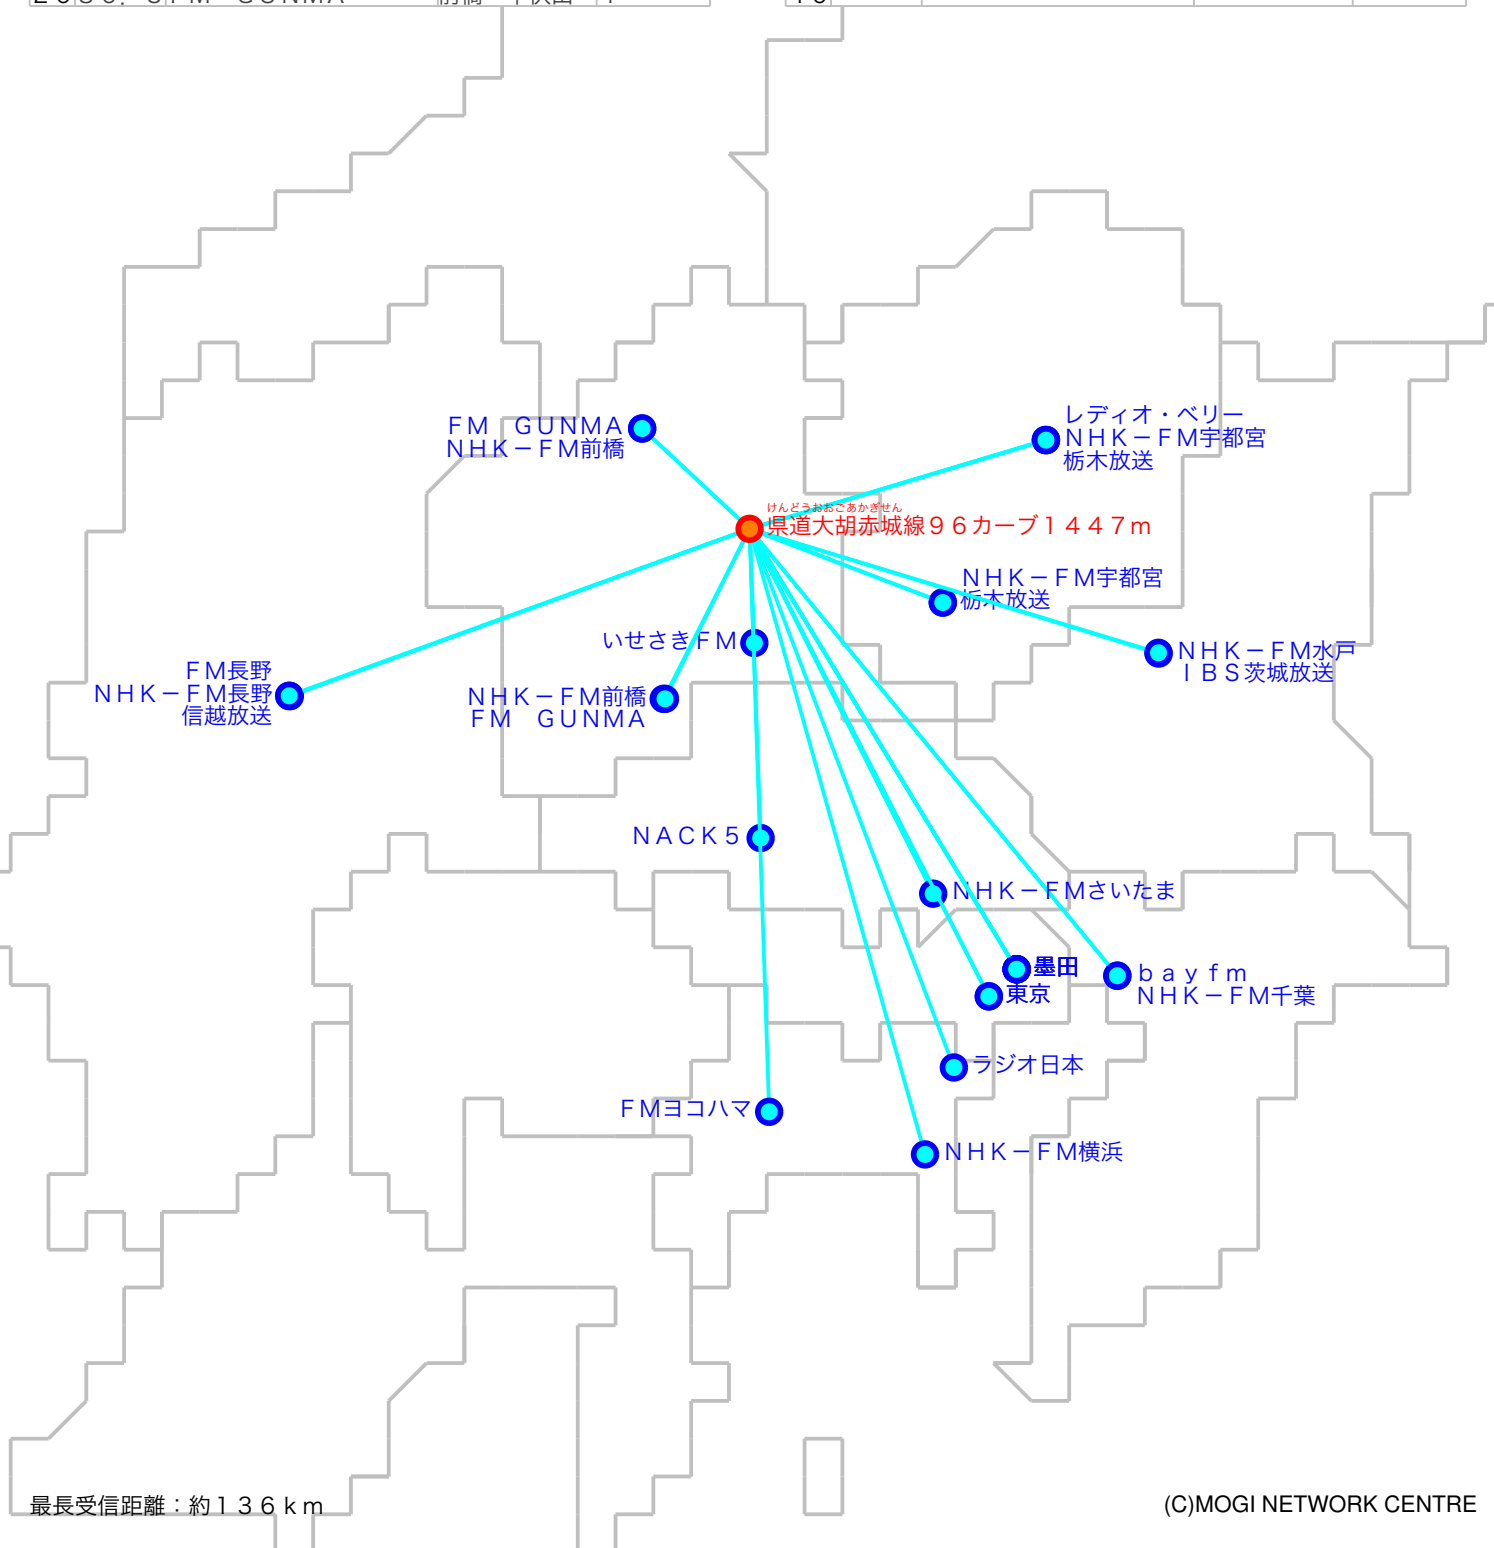 ＦＭ　ＧＵＮＭＡ
ＮＨＫ－ＦＭ前橋
レディオ・ベリー
ＮＨＫ－ＦＭ宇都宮
栃木放送
けんどうおおごあかぎせん
県道大胡赤城線９６カーブ１４４７ｍ
ＮＨＫ－ＦＭ宇都宮
栃木放送
いせさきＦＭ
ＮＨＫ－ＦＭ水戸
ＩＢＳ茨城放送
ＦＭ長野
ＮＨＫ－ＦＭ長野
信越放送
ＮＨＫ－ＦＭ前橋
ＦＭ　ＧＵＮＭＡ
ＮＡＣＫ５
ＮＨＫ－ＦＭさいたま
墨田
東京
ｂａｙｆｍ
ＮＨＫ－ＦＭ千葉
ラジオ日本
ＦＭヨコハマ
ＮＨＫ－ＦＭ横浜
最長受信距離：約１３６ｋｍ
(C)MOGI NETWORK CENTRE